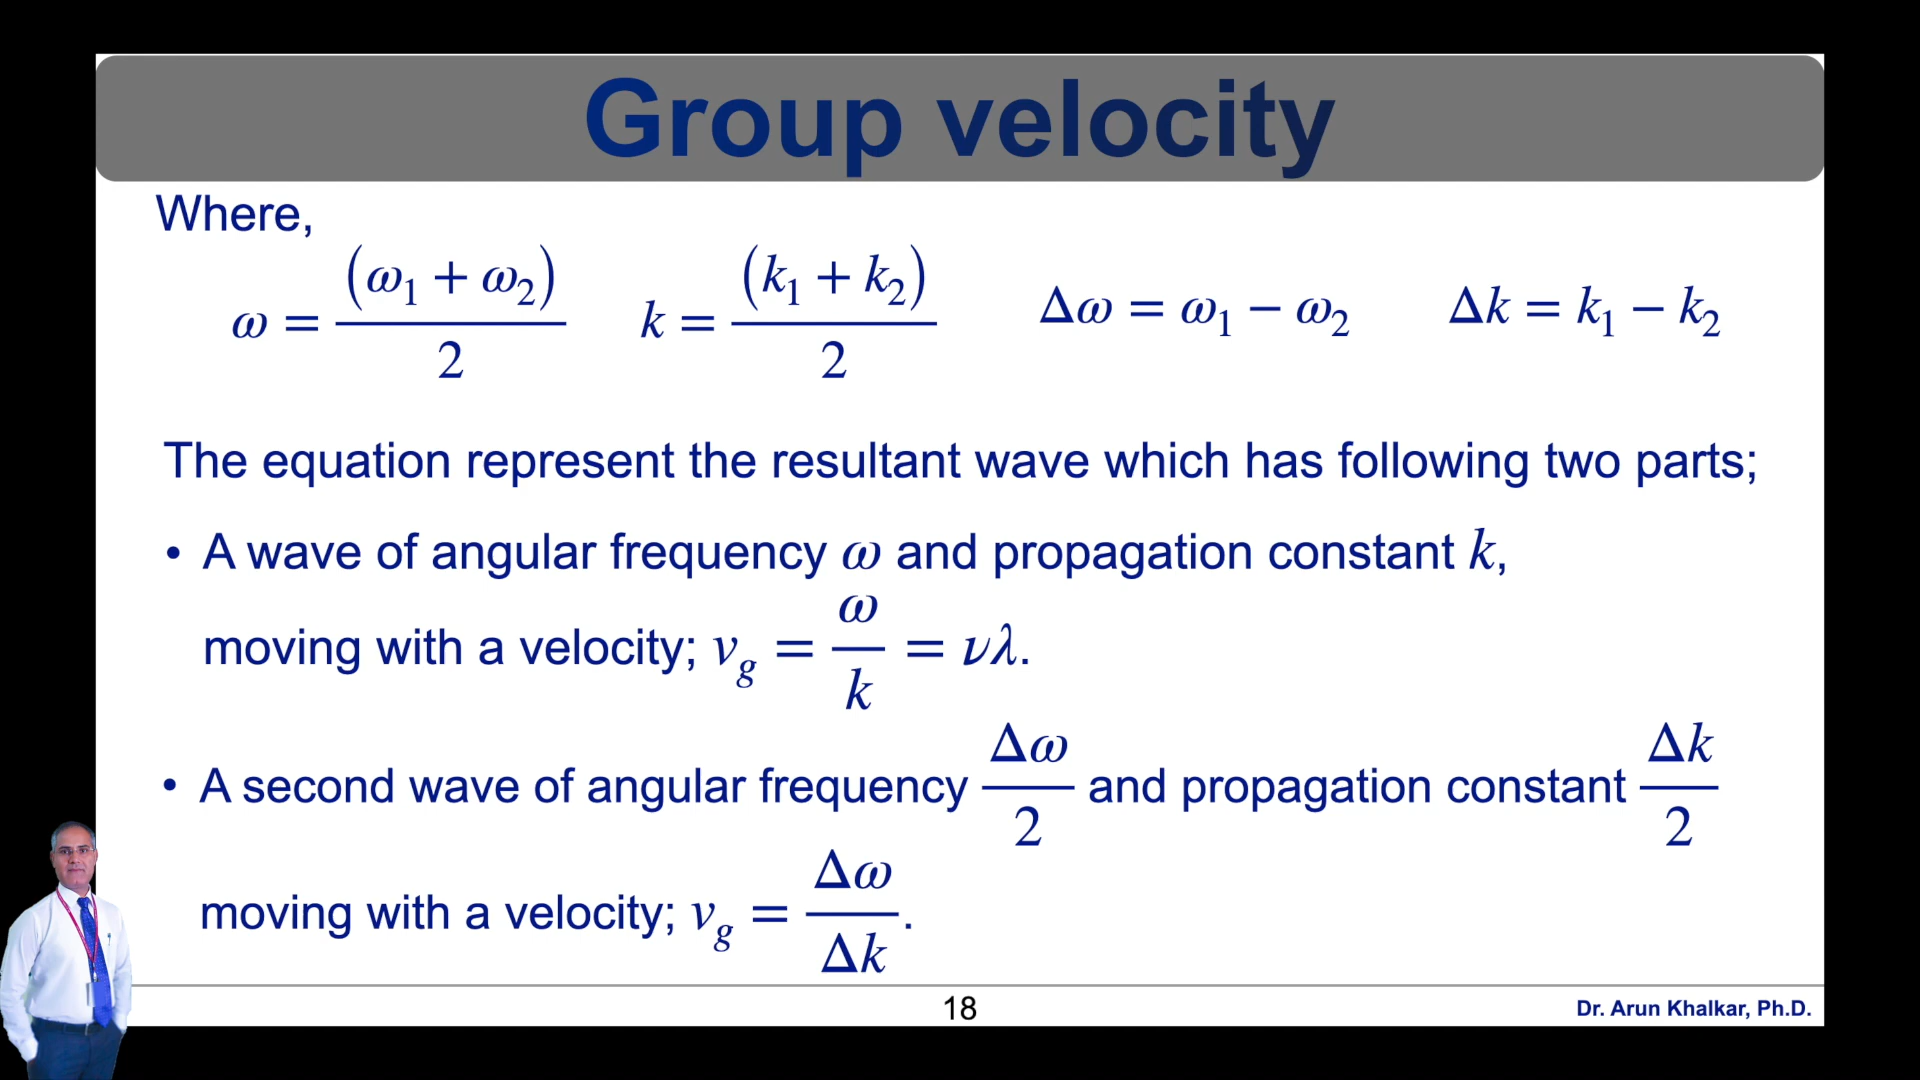 Group velocity
Where,
ω = (ω₁ + ω₂) / 2    k = (k₁ + k₂) / 2    Δω = ω₁ − ω₂    Δk = k₁ − k₂
The equation represent the resultant wave which has following two parts;
• A wave of angular frequency ω and propagation constant k,
moving with a velocity; v_g = ω/k = νλ.
• A second wave of angular frequency Δω/2 and propagation constant Δk/2
moving with a velocity; v_g = Δω/Δk.
18
Dr. Arun Khalkar, Ph.D.